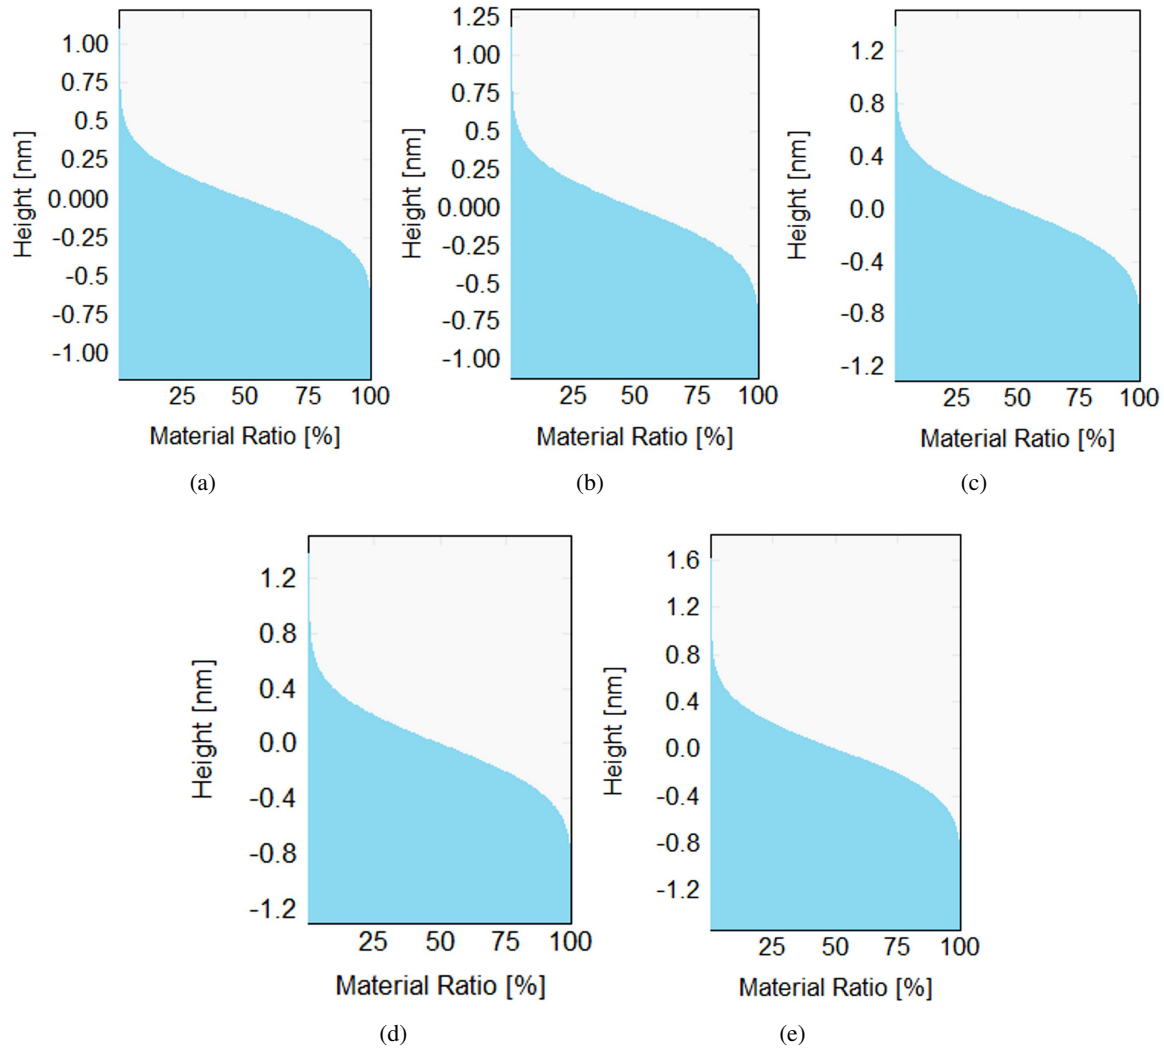 1.00
0.75
0.5
0.25
0.000
-0.25
-0.5
-0.75
-1.00
Height [nm]
25 50 75 100
Material Ratio [%]
(a)
1.25
1.00
0.75
0.5
0.25
0.000
-0.25
-0.5
-0.75
-1.00
Height [nm]
25 50 75 100
Material Ratio [%]
(b)
1.2
0.8
0.4
0.0
-0.4
-0.8
-1.2
Height [nm]
25 50 75 100
Material Ratio [%]
(c)
1.2
0.8
0.4
0.0
-0.4
-0.8
-1.2
Height [nm]
25 50 75 100
Material Ratio [%]
(d)
1.6
1.2
0.8
0.4
0.0
-0.4
-0.8
-1.2
Height [nm]
25 50 75 100
Material Ratio [%]
(e)